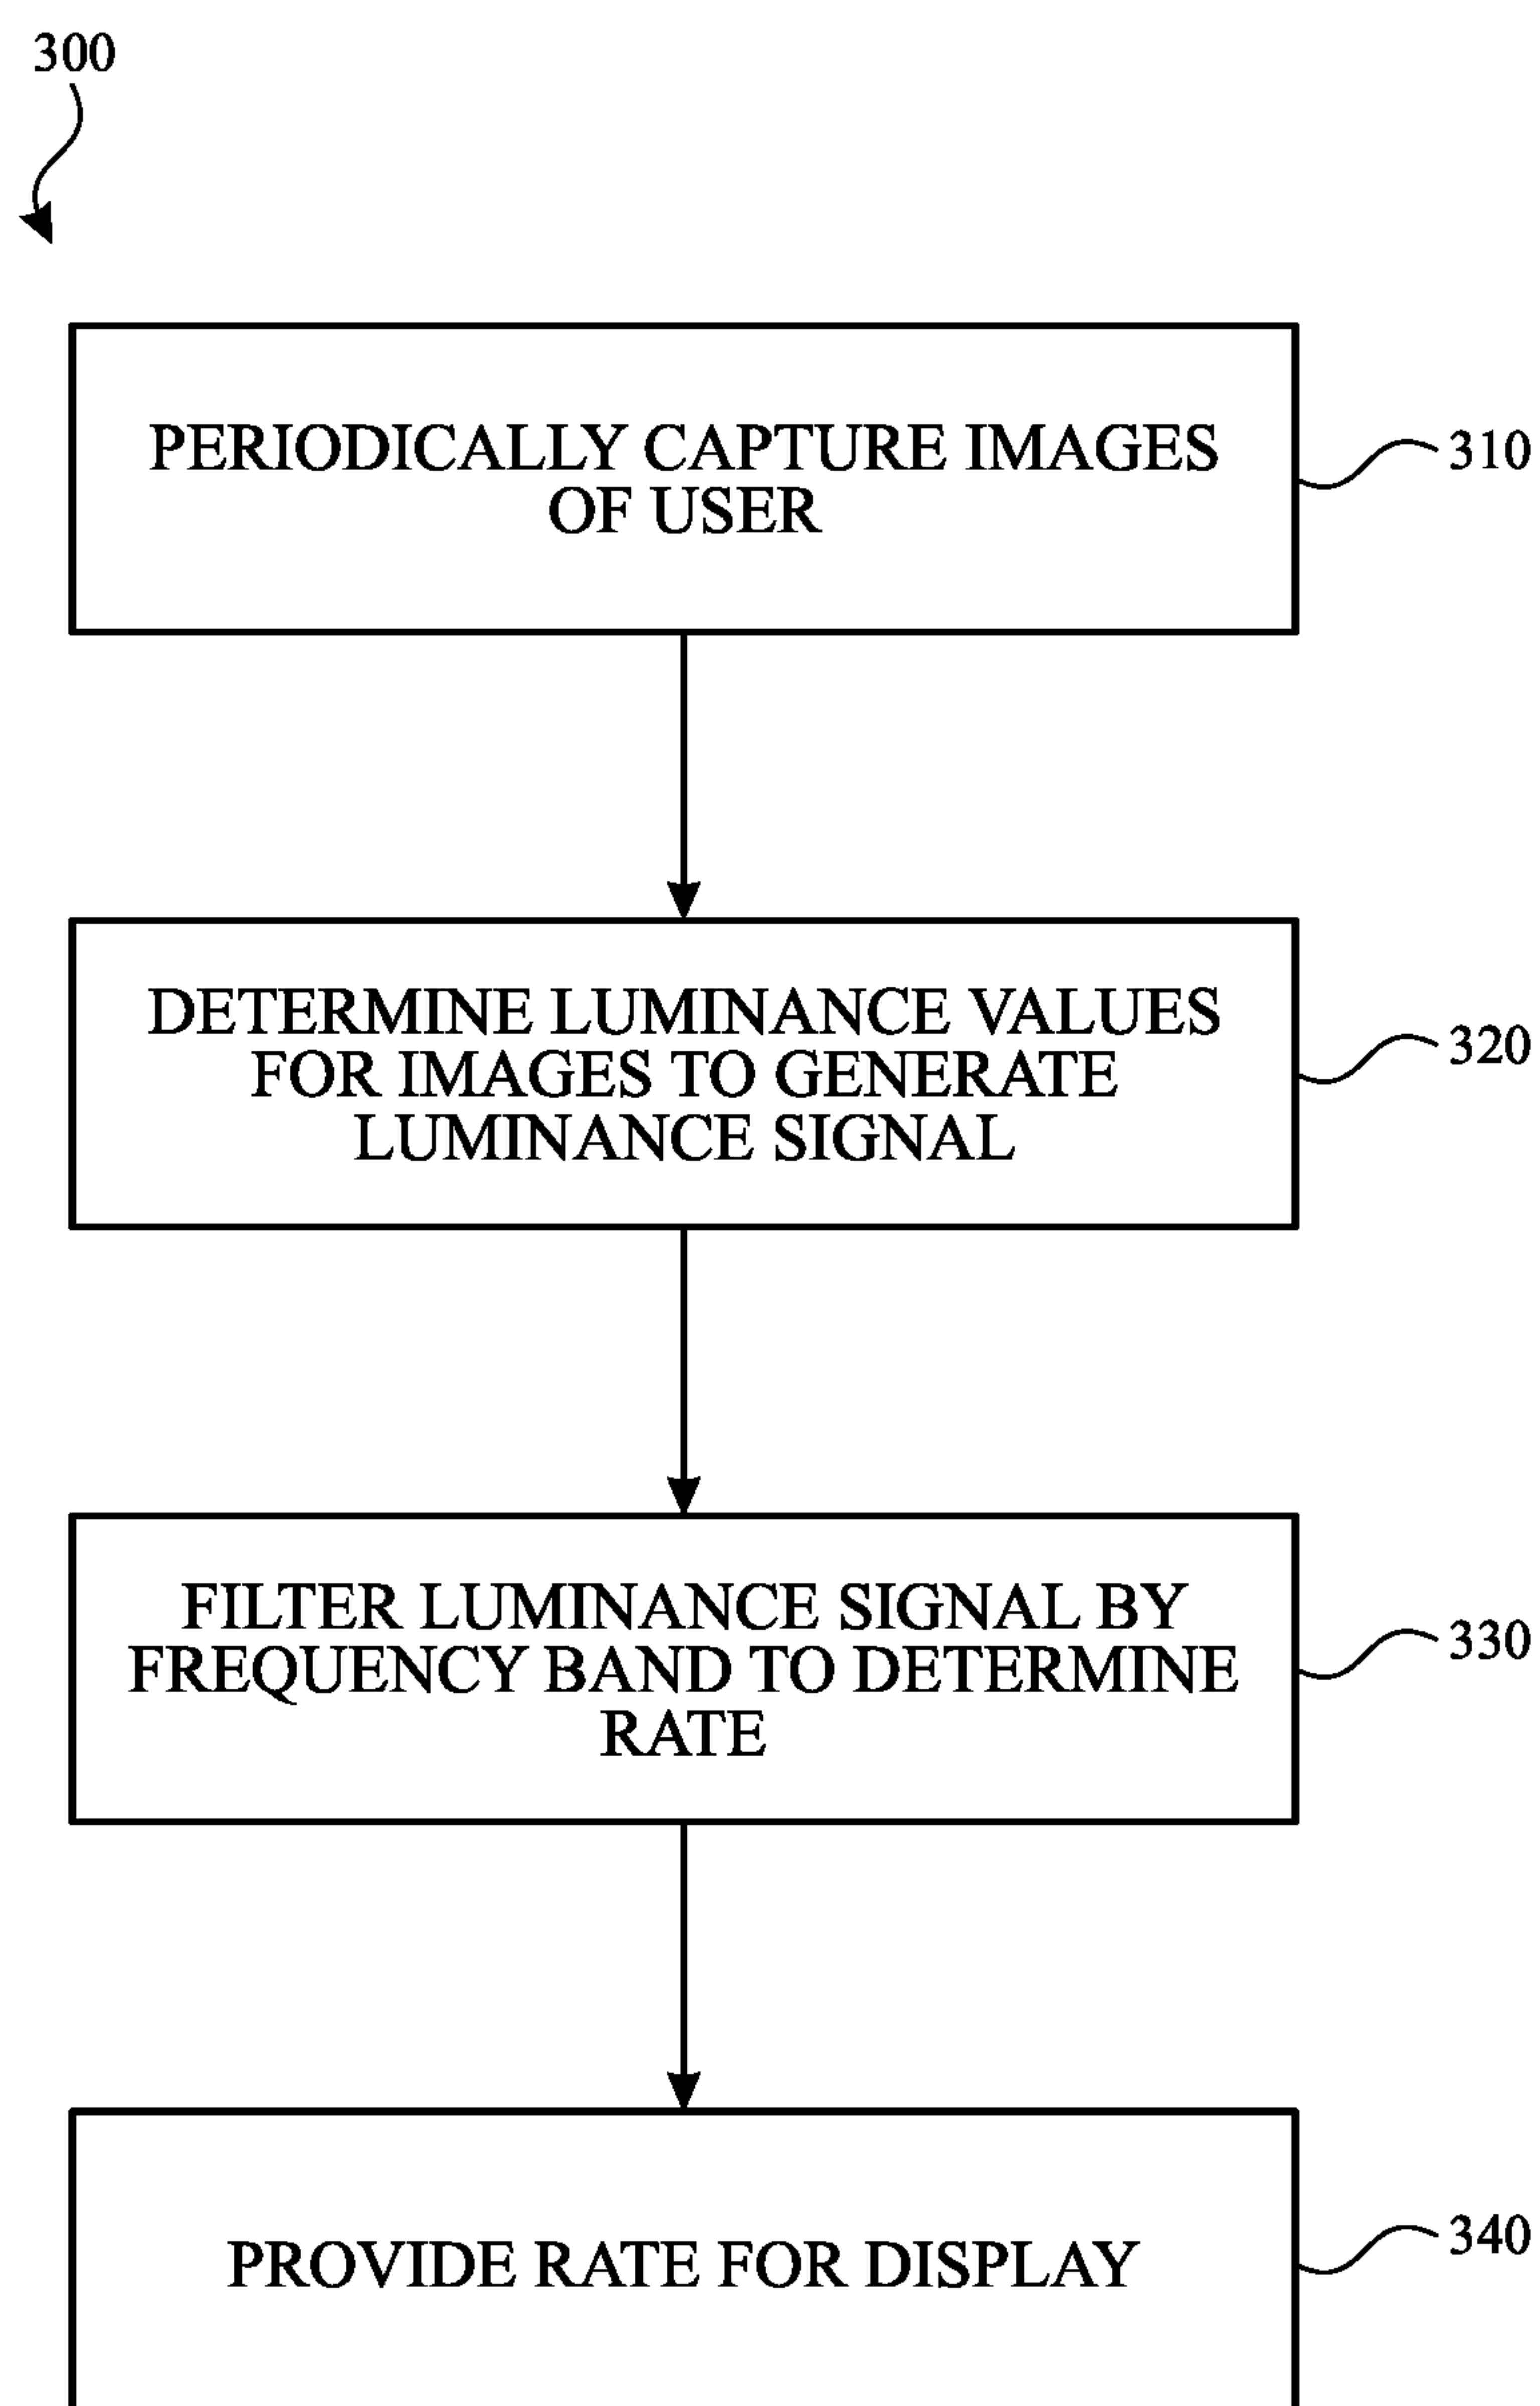 300
PERIODICALLY CAPTURE IMAGES
OF USER
310
DETERMINE LUMINANCE VALUES
FOR IMAGES TO GENERATE
LUMINANCE SIGNAL
320
FILTER LUMINANCE SIGNAL BY
FREQUENCY BAND TO DETERMINE
RATE
330
PROVIDE RATE FOR DISPLAY
340